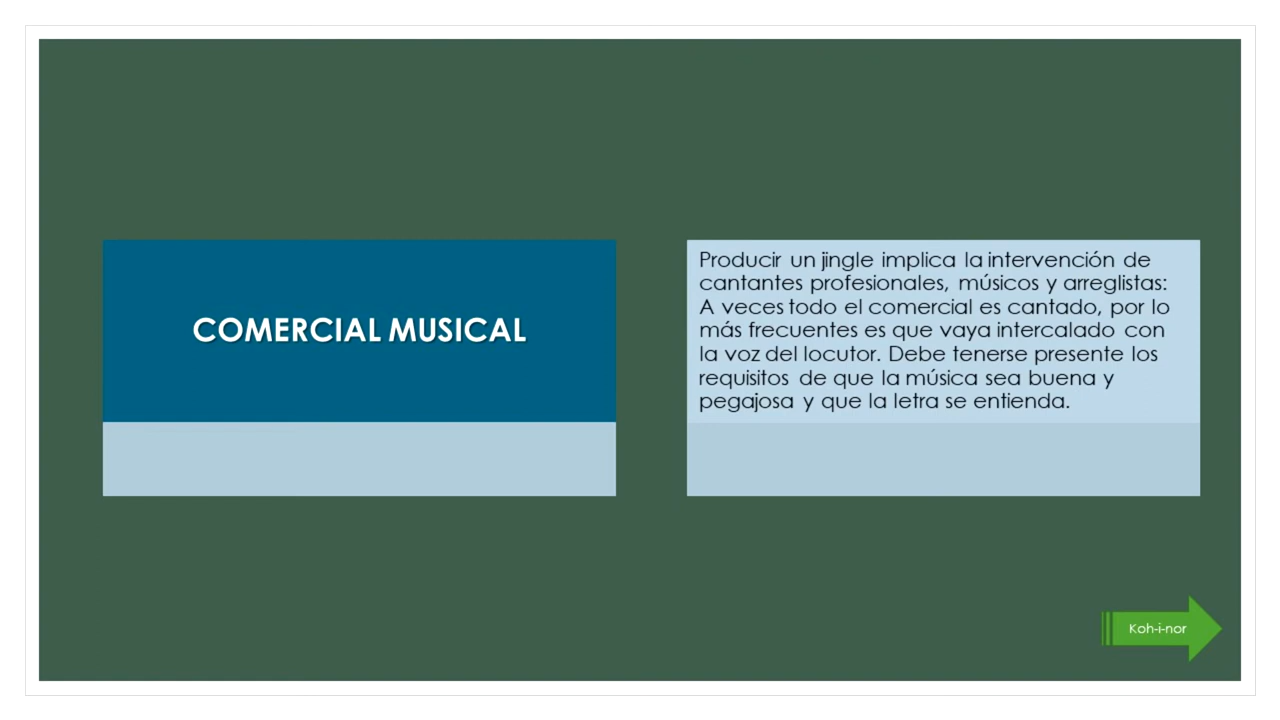 COMERCIAL MUSICAL
Producir un jingle implica la intervención de
cantantes profesionales, músicos y arreglistas:
A veces todo el comercial es cantado, por lo
más frecuentes es que vaya intercalado con
la voz del locutor. Debe tenerse presente los
requisitos de que la música sea buena y
pegajosa y que la letra se entienda.
Koh-i-nor